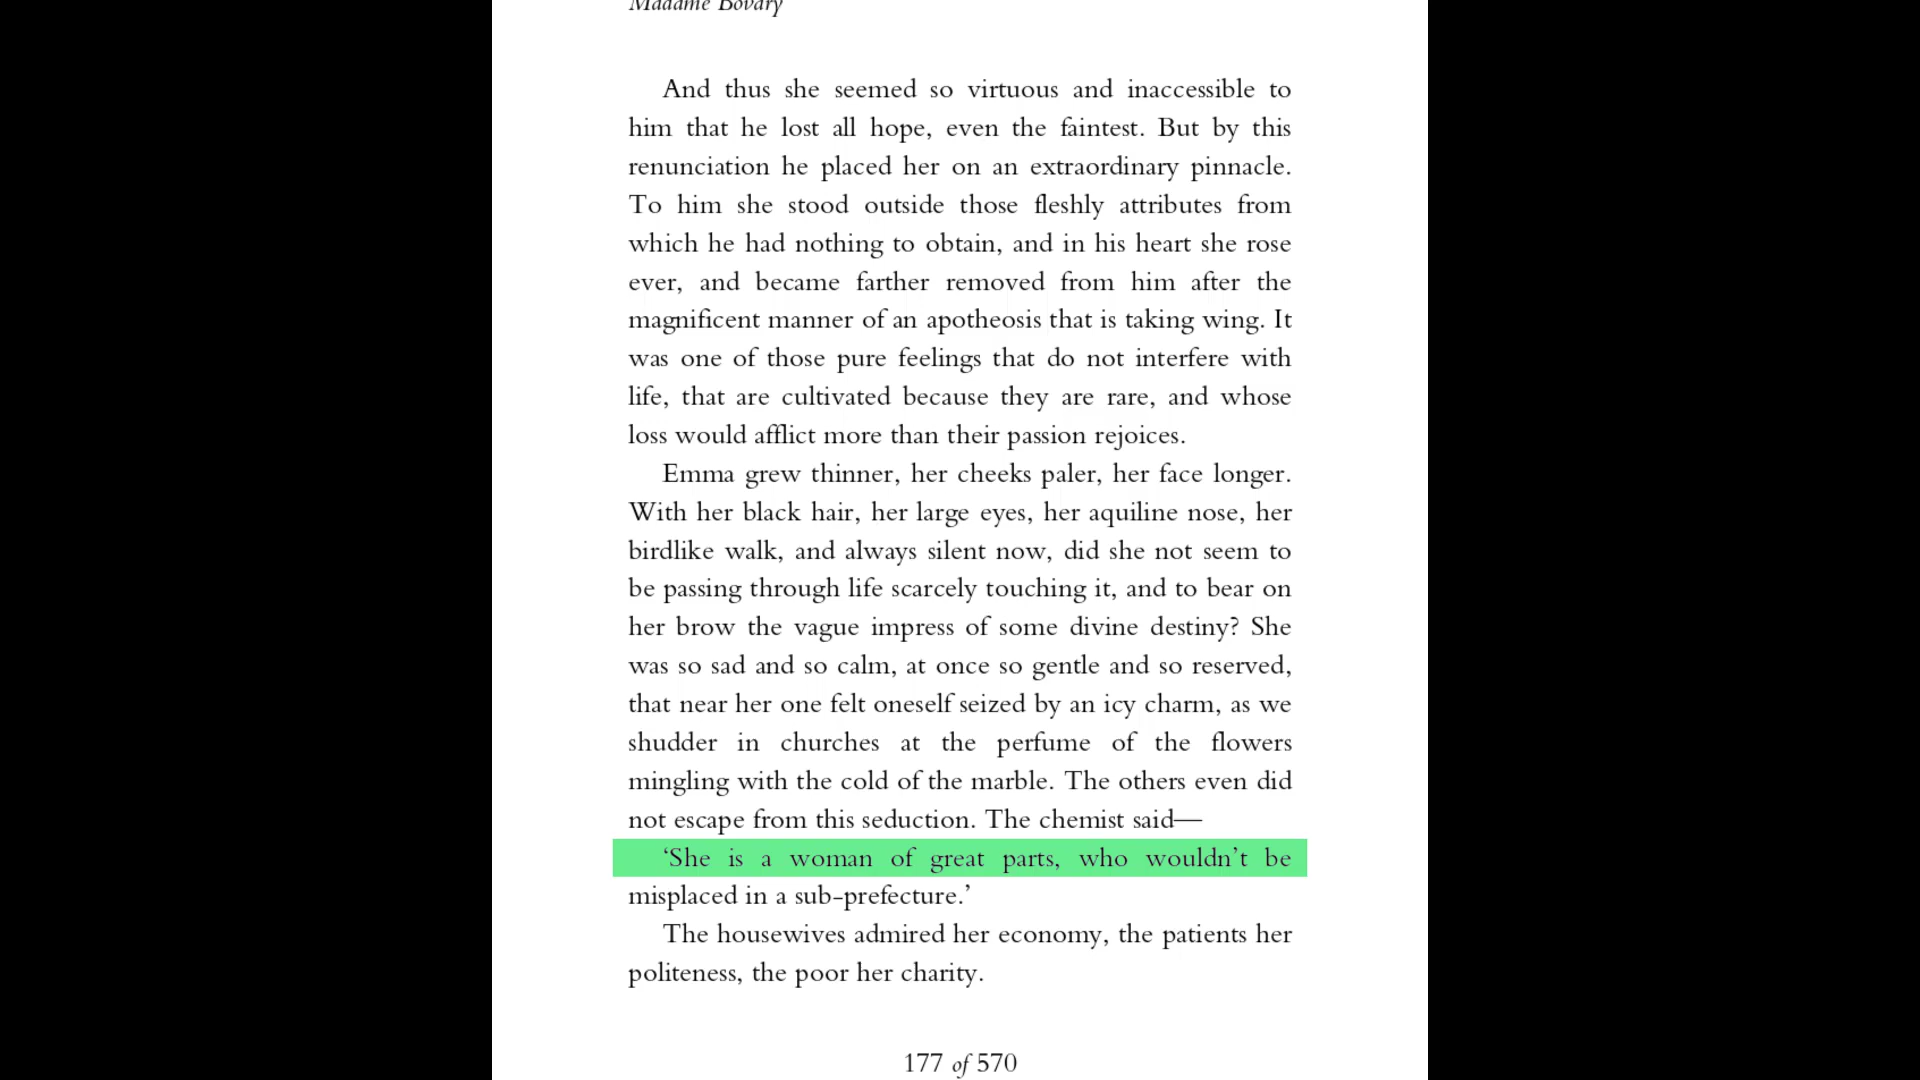 Madame Bovary
And thus she seemed so virtuous and inaccessible to
him that he lost all hope, even the faintest. But by this
renunciation he placed her on an extraordinary pinnacle.
To him she stood outside those fleshly attributes from
which he had nothing to obtain, and in his heart she rose
ever, and became farther removed from him after the
magnificent manner of an apotheosis that is taking wing. It
was one of those pure feelings that do not interfere with
life, that are cultivated because they are rare, and whose
loss would afflict more than their passion rejoices.
Emma grew thinner, her cheeks paler, her face longer.
With her black hair, her large eyes, her aquiline nose, her
birdlike walk, and always silent now, did she not seem to
be passing through life scarcely touching it, and to bear on
her brow the vague impress of some divine destiny? She
was so sad and so calm, at once so gentle and so reserved,
that near her one felt oneself seized by an icy charm, as we
shudder in churches at the perfume of the flowers
mingling with the cold of the marble. The others even did
not escape from this seduction. The chemist said—
‘She is a woman of great parts, who wouldn’t be
misplaced in a sub-prefecture.’
The housewives admired her economy, the patients her
politeness, the poor her charity.
177 of 570